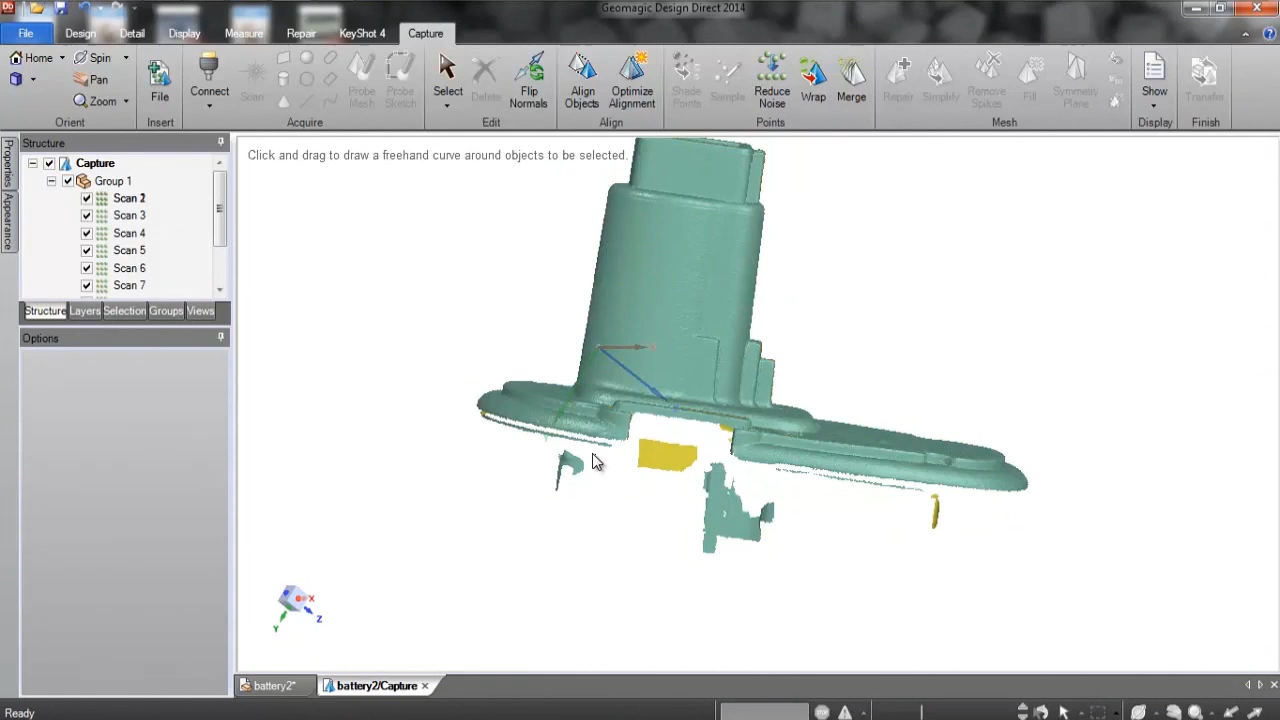 Geomagic Design Direct 2014
File Design Detail Display Measure Repair KeyShot 4 Capture
Home Spin
Pan
Zoom
File Connect Scan Probe Mesh Probe Sketch Select Delete Flip Normals Align Objects Optimize Alignment Shade Points Sample Reduce Noise Wrap Merge Repair Simplify Remove Spikes Fill Symmetry Plane Show Transfer
Orient Insert Acquire Edit Align Points Mesh Display Finish
Properties
Appearance
Structure
Capture
Group 1
Scan 2
Scan 3
Scan 4
Scan 5
Scan 6
Scan 7
Structure Layers Selection Groups Views
Options
Click and drag to draw a freehand curve around objects to be selected.
X
Y
Z
battery2* battery2/Capture
Ready